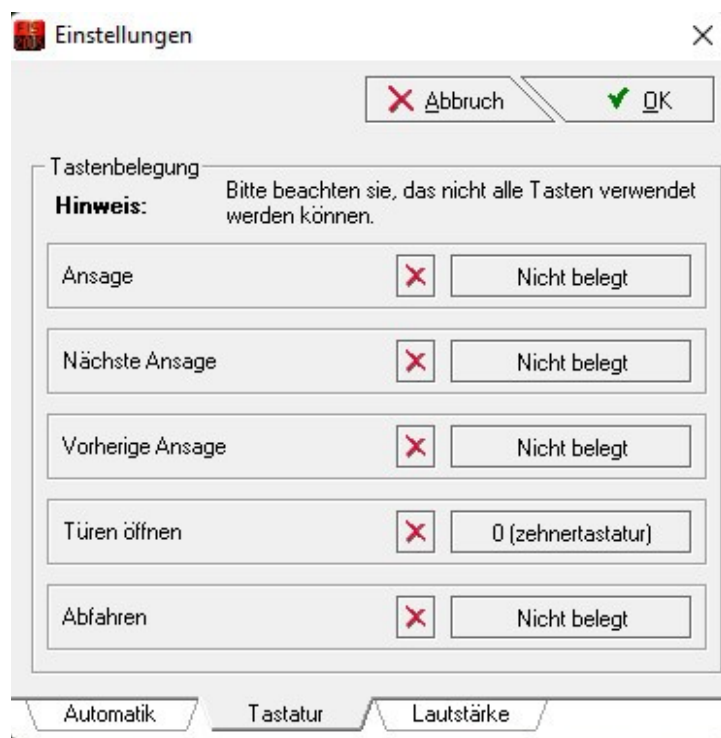 Einstellungen
Abbruch
OK
Tastenbelegung
Hinweis: Bitte beachten sie, das nicht alle Tasten verwendet
werden können.
Ansage Nicht belegt
Nächste Ansage Nicht belegt
Vorherige Ansage Nicht belegt
Türen öffnen 0 (zehnertastatur)
Abfahren Nicht belegt
Automatik Tastatur Lautstärke